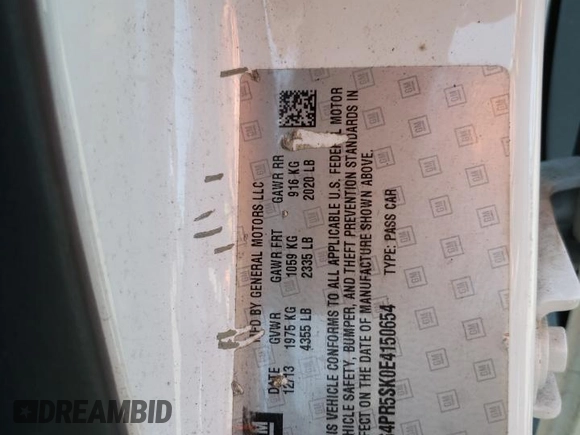 FD BY GENERAL MOTORS LLC
DATE GVWR GAWR FRT GAWR RR
12/13 1975 KG 1059 KG 916 KG
4355 LB 2335 LB 2020 LB
IS VEHICLE CONFORMS TO ALL APPLICABLE U.S. FEDERAL MOTOR
HICLE SAFETY, BUMPER, AND THEFT PREVENTION STANDARDS IN
FECT ON THE DATE OF MANUFACTURE SHOWN ABOVE.
4PR5SK0E4150654 TYPE: PASS CAR
GM
DREAMBID